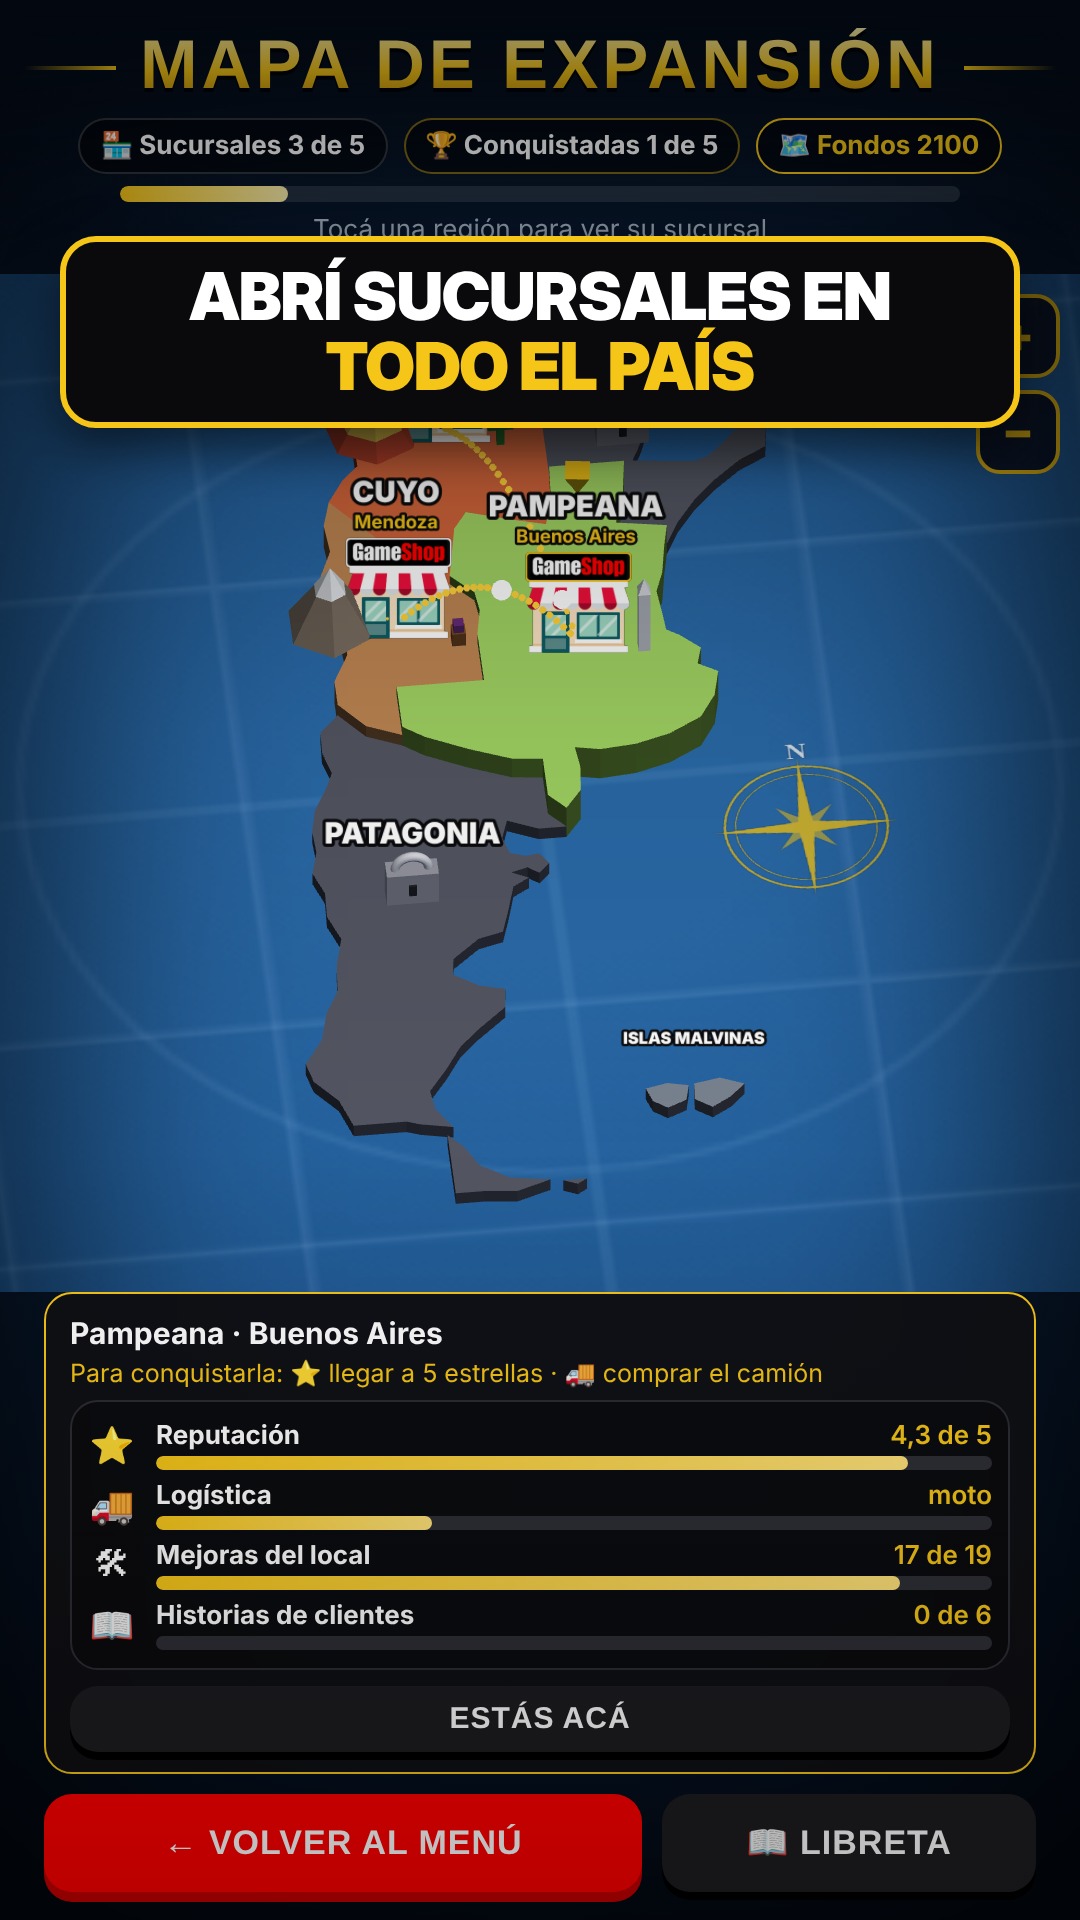 MAPA DE EXPANSIÓN
Sucursales 3 de 5
Conquistadas 1 de 5
Fondos 2100
Tocá una región para ver su sucursal
ABRÍ SUCURSALES EN
TODO EL PAÍS
CUYO
Mendoza
GameShop
PAMPEANA
Buenos Aires
GameShop
N
PATAGONIA
ISLAS MALVINAS
Pampeana · Buenos Aires
Para conquistarla: ⭐ llegar a 5 estrellas · 🚚 comprar el camión
Reputación 4,3 de 5
Logística moto
Mejoras del local 17 de 19
Historias de clientes 0 de 6
ESTÁS ACÁ
← VOLVER AL MENÚ
LIBRETA